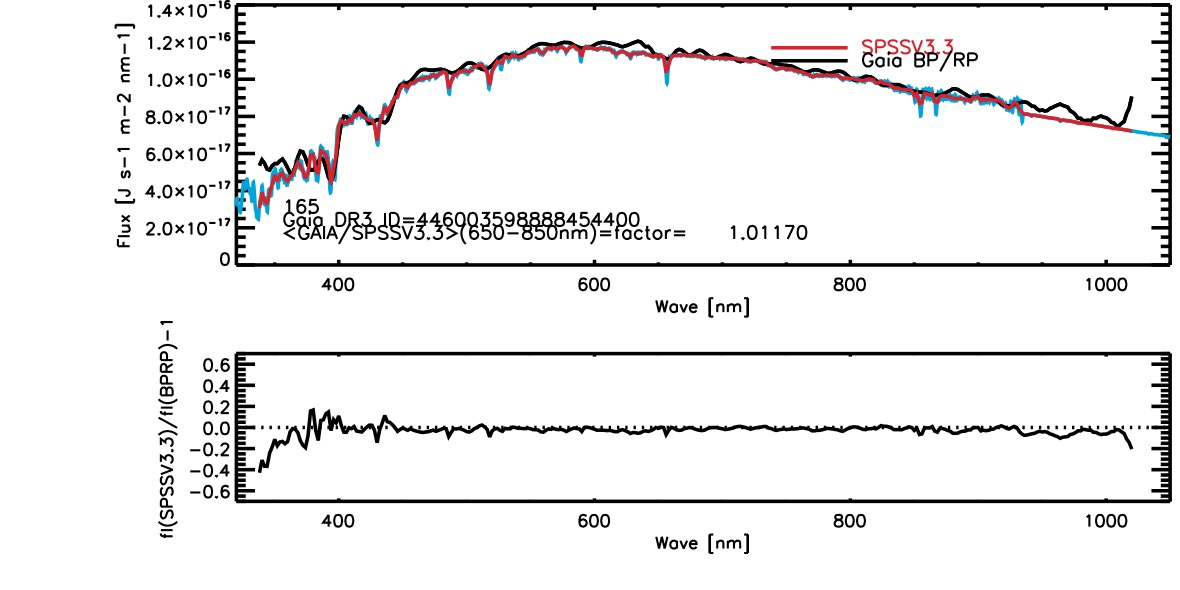 1.4×10−16
1.2×10−16
1.0×10−16
8.0×10−17
6.0×10−17
4.0×10−17
2.0×10−17
0
Flux [J s−1 m−2 nm−1]
SPSSV3.3
Gaia BP/RP
165
Gaia DR3 ID=446003598888454400
<GAIA/SPSSV3.3>(650−850nm)=factor= 1.01170
400 600 800 1000
Wave [nm]
0.6
0.4
0.2
0.0
−0.2
−0.4
−0.6
fl(SPSSV3.3)/fl(BPRP)−1
400 600 800 1000
Wave [nm]